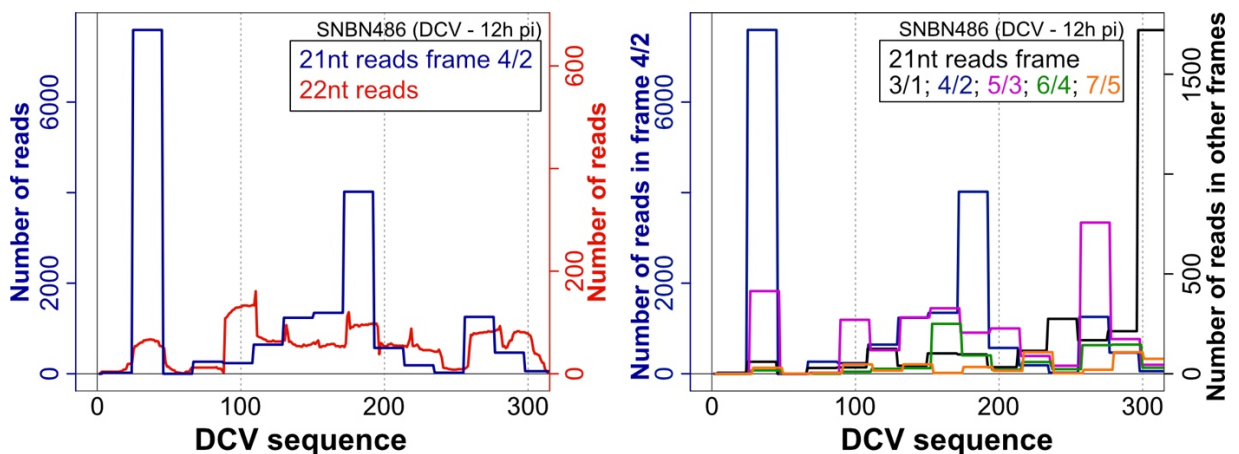 SNBN486 (DCV - 12h pi)
21nt reads frame 4/2
22nt reads
Number of reads
6000
2000
0
600
200
0
Number of reads
0
100
200
300
DCV sequence
SNBN486 (DCV - 12h pi)
21nt reads frame
3/1; 4/2; 5/3; 6/4; 7/5
Number of reads in frame 4/2
6000
2000
0
1500
500
0
Number of reads in other frames
0
100
200
300
DCV sequence